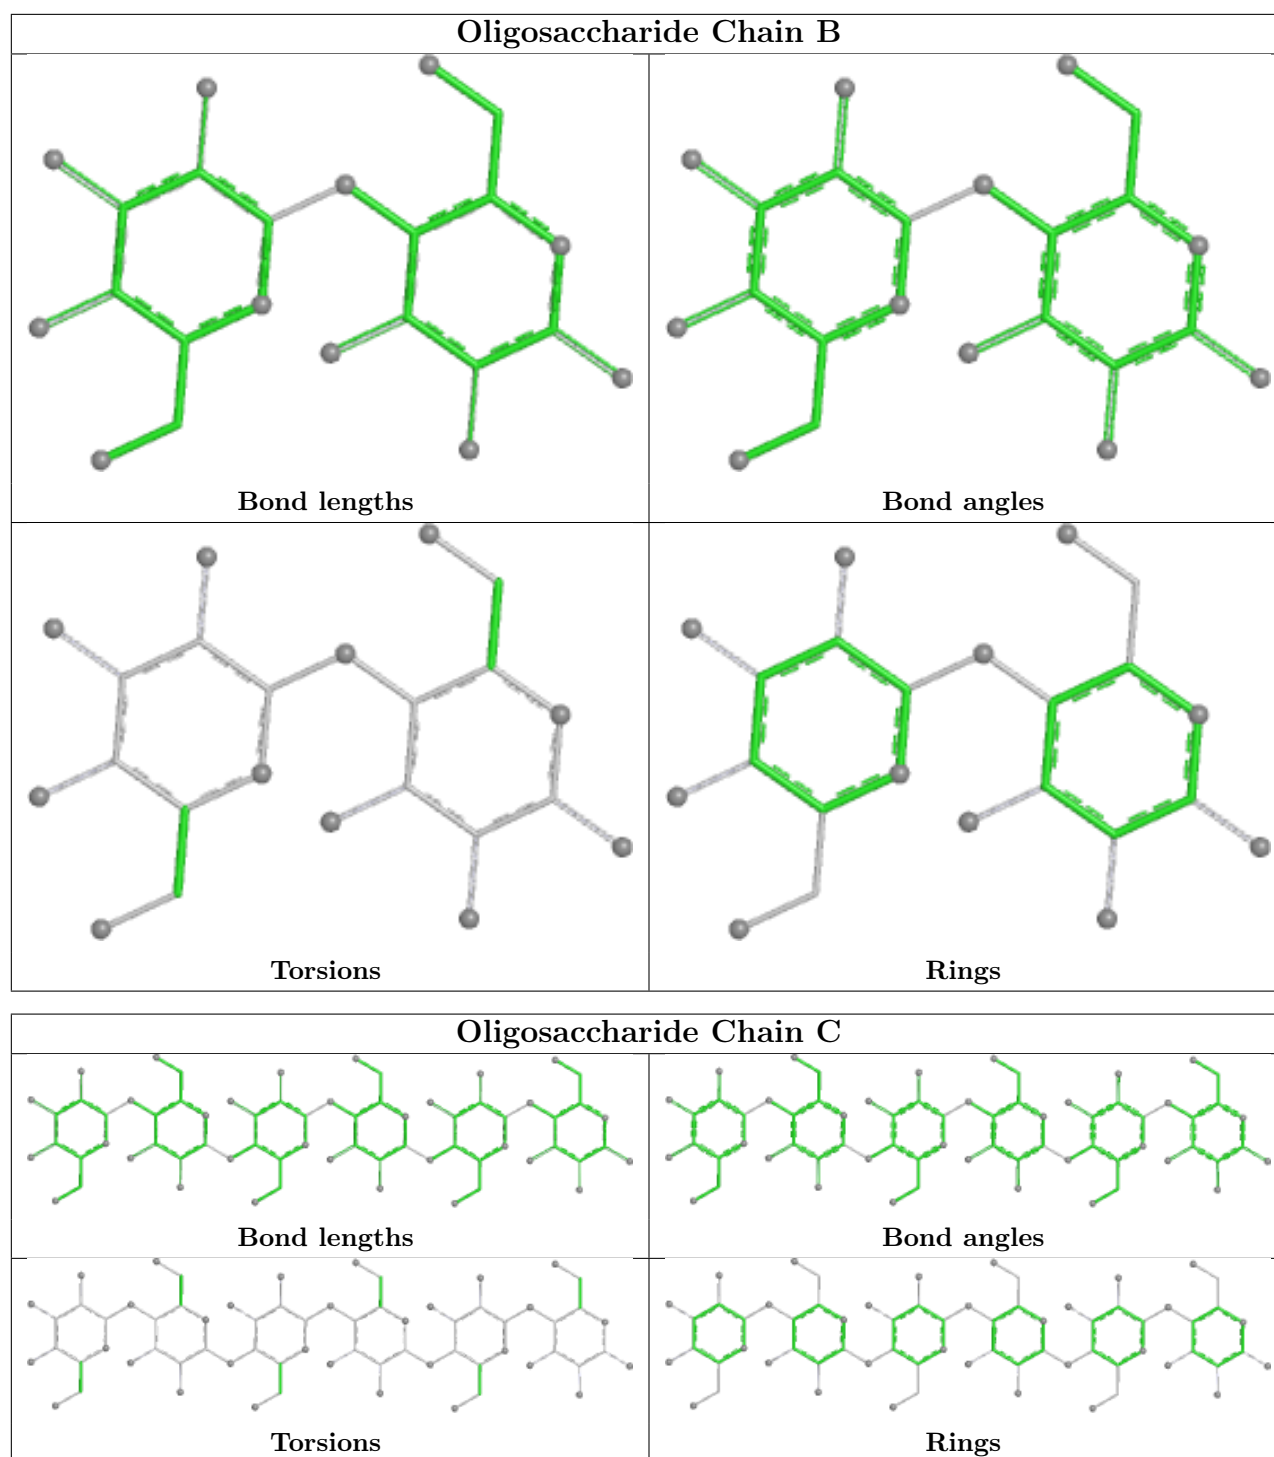 Oligosaccharide Chain B
Bond lengths
Bond angles
Torsions
Rings
Oligosaccharide Chain C
Bond lengths
Bond angles
Torsions
Rings